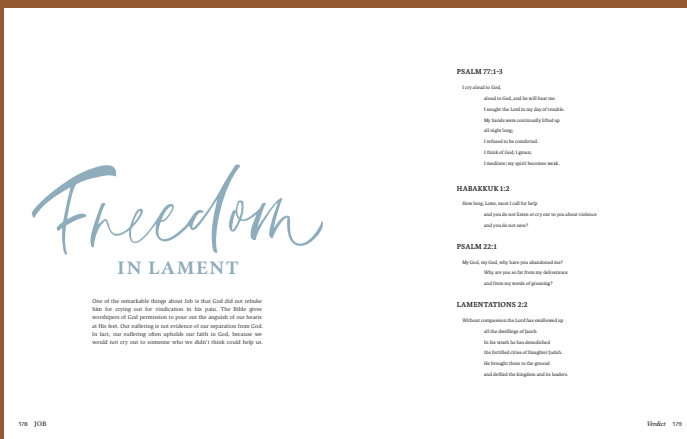 Freedom
IN LAMENT
One of the remarkable things about Job is that God did not rebuke
him for crying out for vindication in his pain. The Bible gives
worshipers of God permission to pour out the anguish of our hearts
at His feet. Our suffering is not evidence of our separation from God.
In fact, our suffering often upholds our faith in God, because we
would not cry out to someone who we didn't think could help us.
178 JOB
PSALM 77:1-3
I cry aloud to God,
aloud to God, and he will hear me.
I sought the Lord in my day of trouble.
My hands were continually lifted up
all night long;
I refused to be comforted.
I think of God; I groan;
I meditate; my spirit becomes weak.
HABAKKUK 1:2
How long, LORD, must I call for help
and you do not listen or cry out to you about violence
and you do not save?
PSALM 22:1
My God, my God, why have you abandoned me?
Why are you so far from my deliverance
and from my words of groaning?
LAMENTATIONS 2:2
Without compassion the Lord has swallowed up
all the dwellings of Jacob.
In his wrath he has demolished
the fortified cities of Daughter Judah.
He brought them to the ground
and defiled the kingdom and its leaders.
Verdict 179